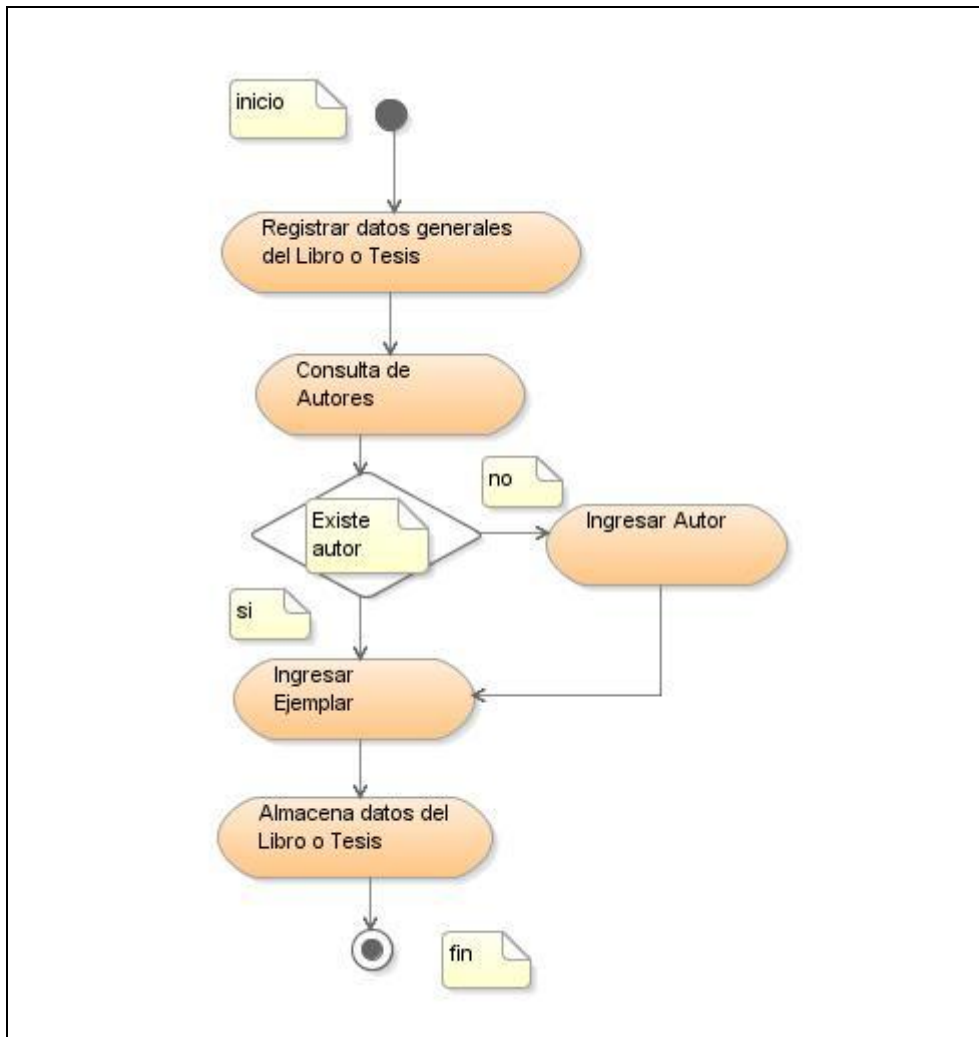 inicio
Registrar datos generales
del Libro o Tesis
Consulta de
Autores
no
Existe
autor
Ingresar Autor
si
Ingresar
Ejemplar
Almacena datos del
Libro o Tesis
fin